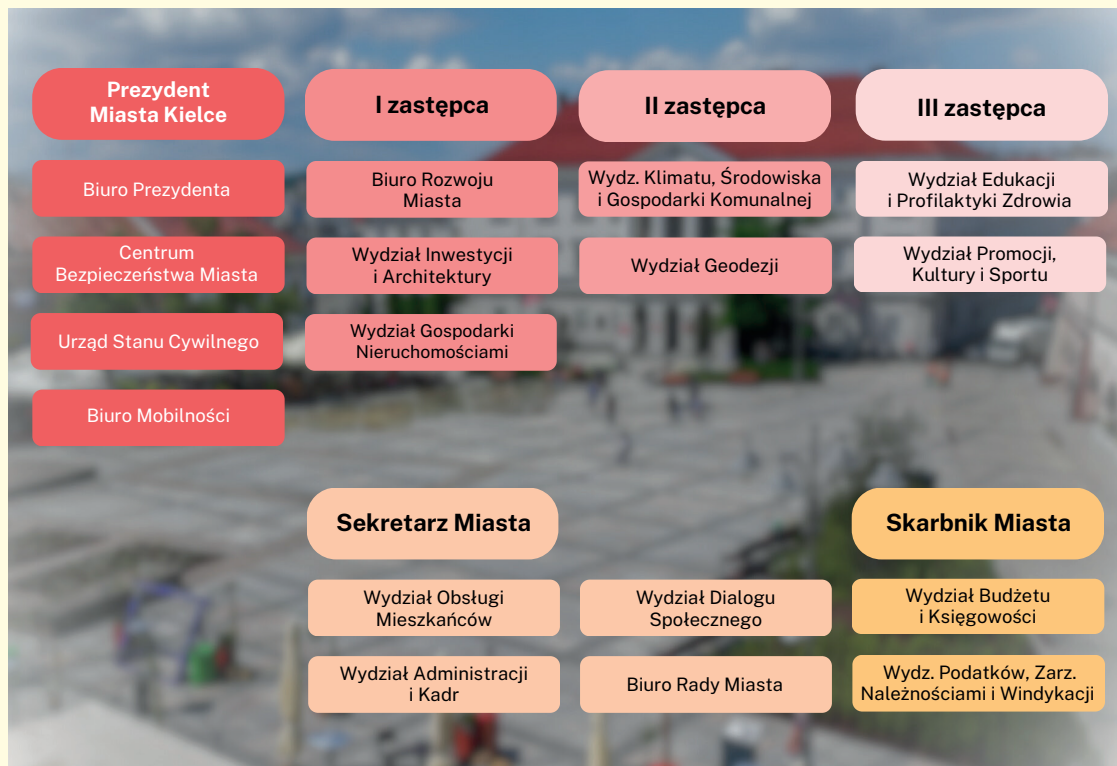 Prezydent
Miasta Kielce
Biuro Prezydenta
Centrum
Bezpieczeństwa Miasta
Urząd Stanu Cywilnego
Biuro Mobilności
I zastępca
Biuro Rozwoju
Miasta
Wydział Inwestycji
i Architektury
Wydział Gospodarki
Nieruchomościami
II zastępca
Wydz. Klimatu, Środowiska
i Gospodarki Komunalnej
Wydział Geodezji
III zastępca
Wydział Edukacji
i Profilaktyki Zdrowia
Wydział Promocji,
Kultury i Sportu
Sekretarz Miasta
Wydział Obsługi
Mieszkańców
Wydział Administracji
i Kadr
Wydział Dialogu
Społecznego
Biuro Rady Miasta
Skarbnik Miasta
Wydział Budżetu
i Księgowości
Wydz. Podatków, Zarz.
Należnościami i Windykacji